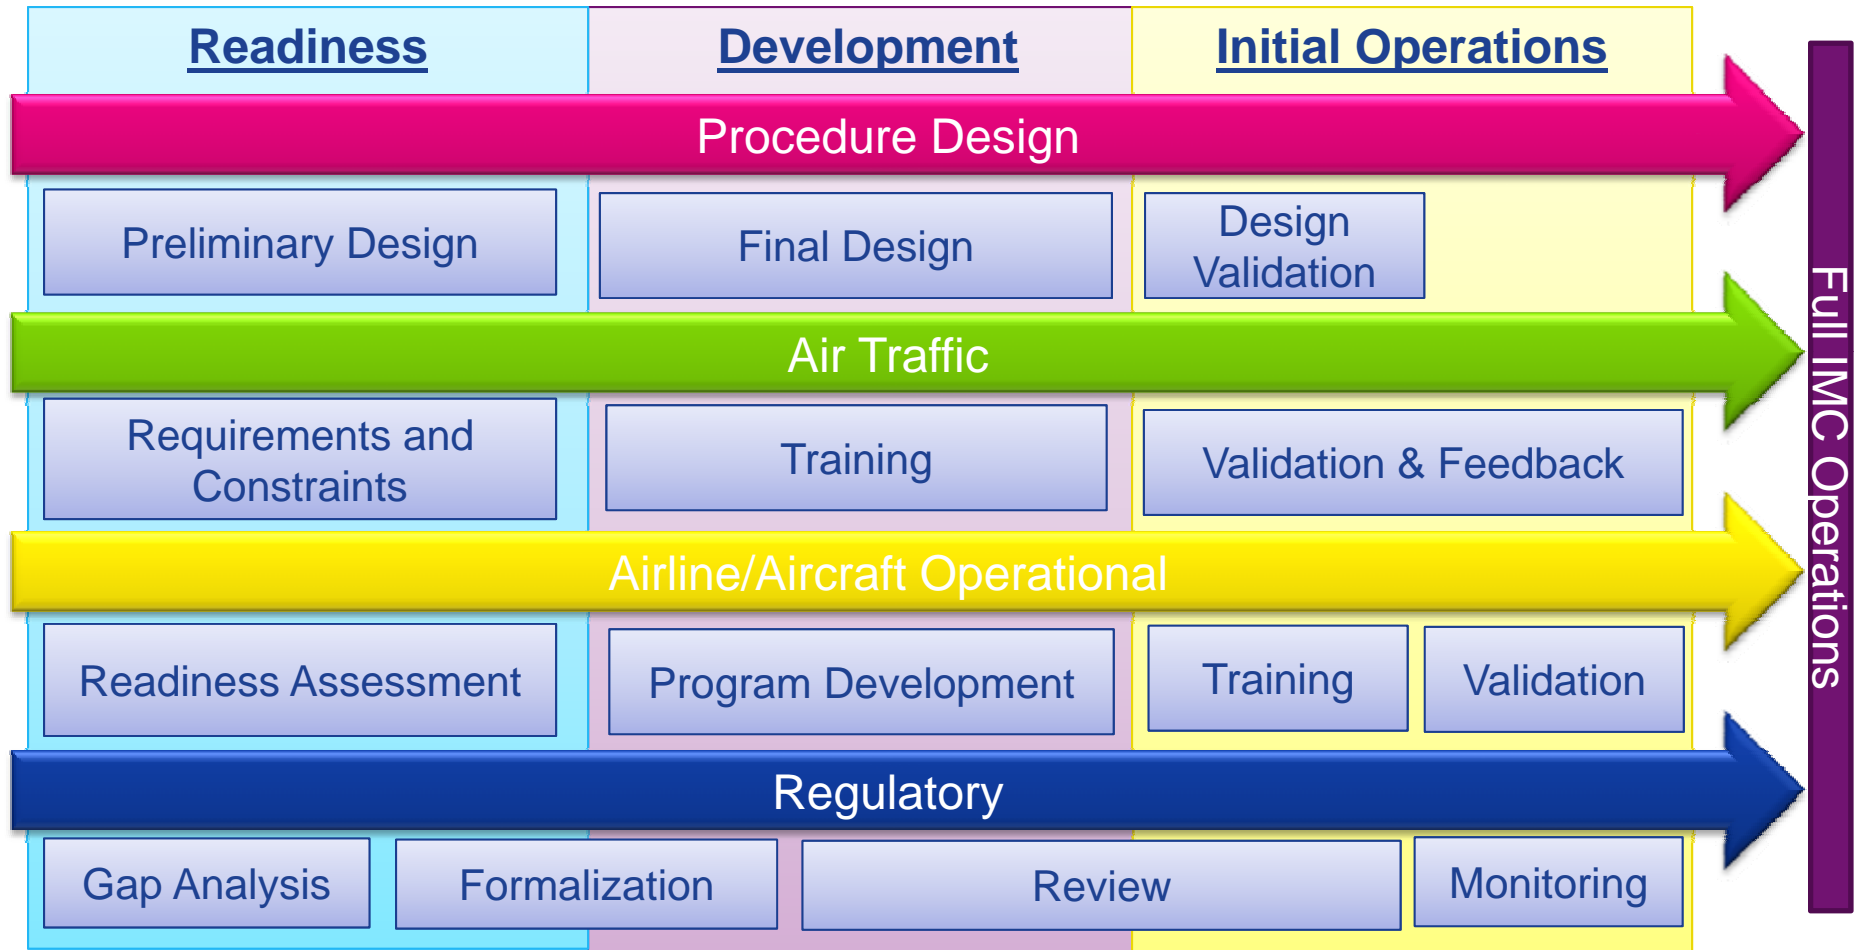 Readiness
Development
Initial Operations
Procedure Design
Preliminary Design
Final Design
Design
Validation
Air Traffic
Requirements and
Constraints
Training
Validation & Feedback
Airline/Aircraft Operational
Readiness Assessment
Program Development
Training
Validation
Regulatory
Gap Analysis
Formalization
Review
Monitoring
Full IMC Operations